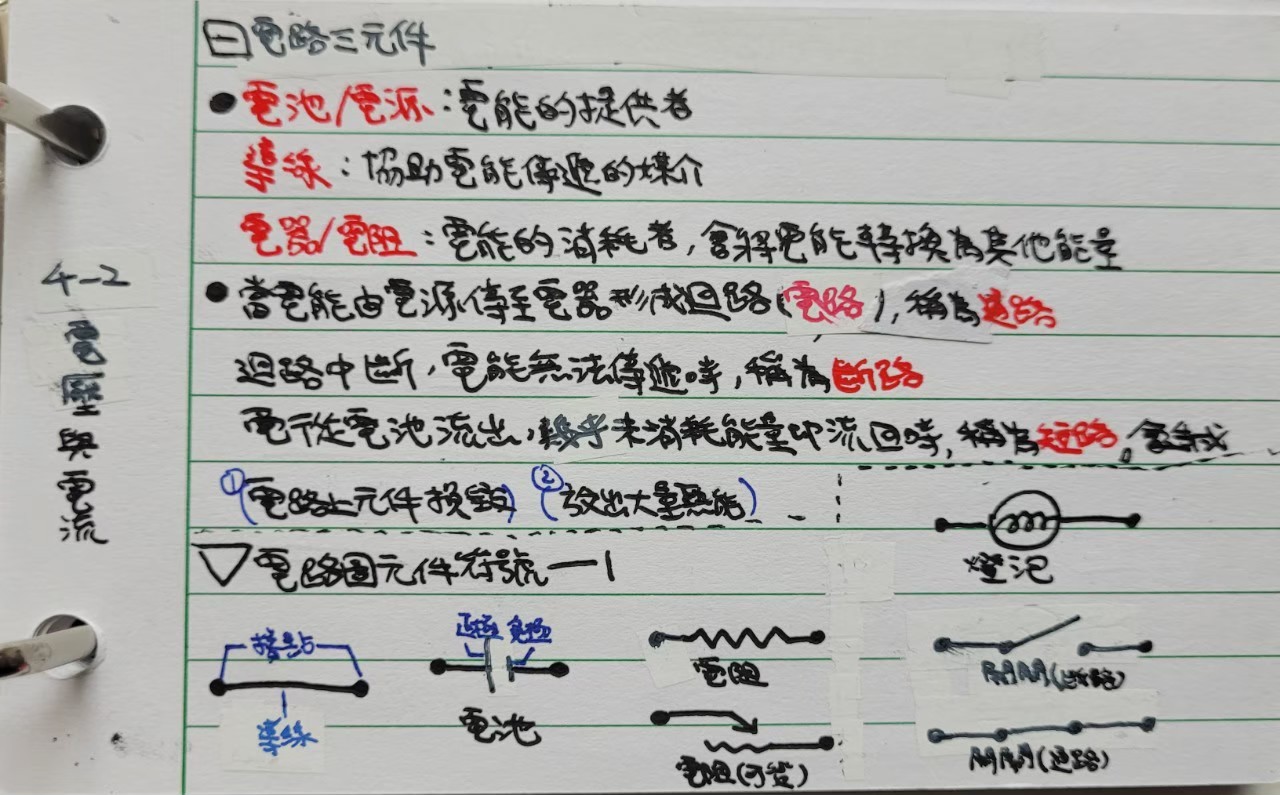 4-2 電壓與電流
㊀電路三元件
●電池/電源:電能的提供者
導線:協助電能傳遞的媒介
電器/電阻:電能的消耗者,會將電能轉換為其他能量
●當電能由電源傳至電器形成迴路(電路),稱為通路
迴路中斷,電能無法傳遞時,稱為斷路
電從電池流出,幾乎未消耗能量即流回時,稱為短路。會造成
①(電路上元件損毀) ②(放出大量熱能)
燈泡
▽電路圖元件符號—1
接點
導線
正極 負極
電池
電阻
電阻(可變)
開關(斷路)
開關(通路)